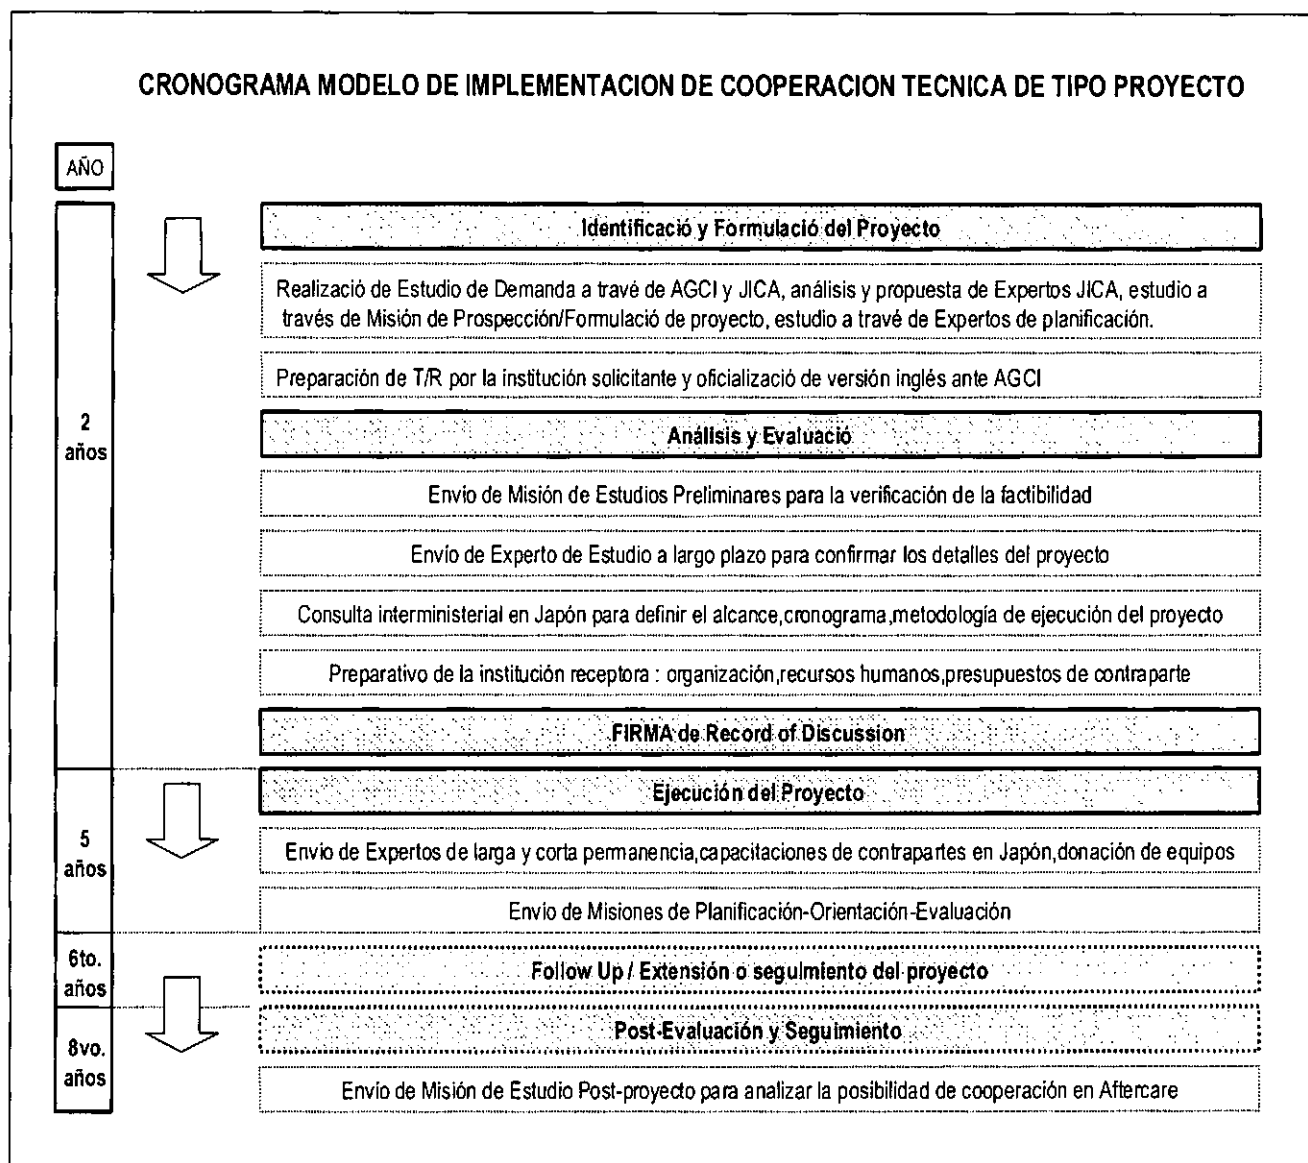 CRONOGRAMA MODELO DE IMPLEMENTACION DE COOPERACION TECNICA DE TIPO PROYECTO
AÑO
2
años
Identificació y Formulació del Proyecto
Realizació de Estudio de Demanda a travé de AGCI y JICA, análisis y propuesta de Expertos JICA, estudio a
través de Misión de Prospección/Formulació de proyecto, estudio a travé de Expertos de planificación.
Preparación de T/R por la institución solicitante y oficializació de versión inglés ante AGCI
Análisis y Evaluació
Envío de Misión de Estudios Preliminares para la verificación de la factibilidad
Envío de Experto de Estudio a largo plazo para confirmar los detalles del proyecto
Consulta interministerial en Japón para definir el alcance,cronograma,metodología de ejecución del proyecto
Preparativo de la institución receptora : organización,recursos humanos,presupuestos de contraparte
FIRMA de Record of Discussion
5
años
Ejecución del Proyecto
Envío de Expertos de larga y corta permanencia,capacitaciones de contrapartes en Japón,donación de equipos
Envío de Misiones de Planificación-Orientación-Evaluación
6to.
años
Follow Up / Extensión o seguimiento del proyecto
8vo.
años
Post-Evaluación y Seguimiento
Envío de Misión de Estudio Post-proyecto para analizar la posibilidad de cooperación en Aftercare